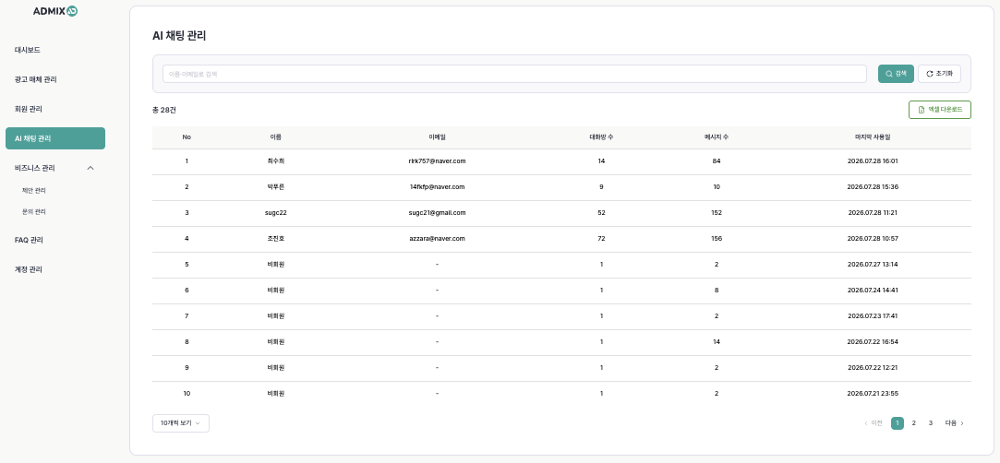 ADMIX AD
대시보드
광고 매체 관리
회원 관리
AI 채팅 관리
비즈니스 관리
제안 관리
문의 관리
FAQ 관리
계정 관리
AI 채팅 관리
이름·이메일로 검색
검색
초기화
총 28건
엑셀 다운로드
No 이름 이메일 대화방 수 메시지 수 마지막 사용일
1 최수희 rlrk757@naver.com 14 84 2026.07.28 16:01
2 박푸른 14fkfp@naver.com 9 10 2026.07.28 15:36
3 sugc22 sugc21@gmail.com 52 152 2026.07.28 11:21
4 조진호 azzara@naver.com 72 156 2026.07.28 10:57
5 비회원 - 1 2 2026.07.27 13:14
6 비회원 - 1 8 2026.07.24 14:41
7 비회원 - 1 2 2026.07.23 17:41
8 비회원 - 1 14 2026.07.22 16:54
9 비회원 - 1 2 2026.07.22 12:21
10 비회원 - 1 2 2026.07.21 23:55
10개씩 보기
‹ 이전 1 2 3 다음 ›